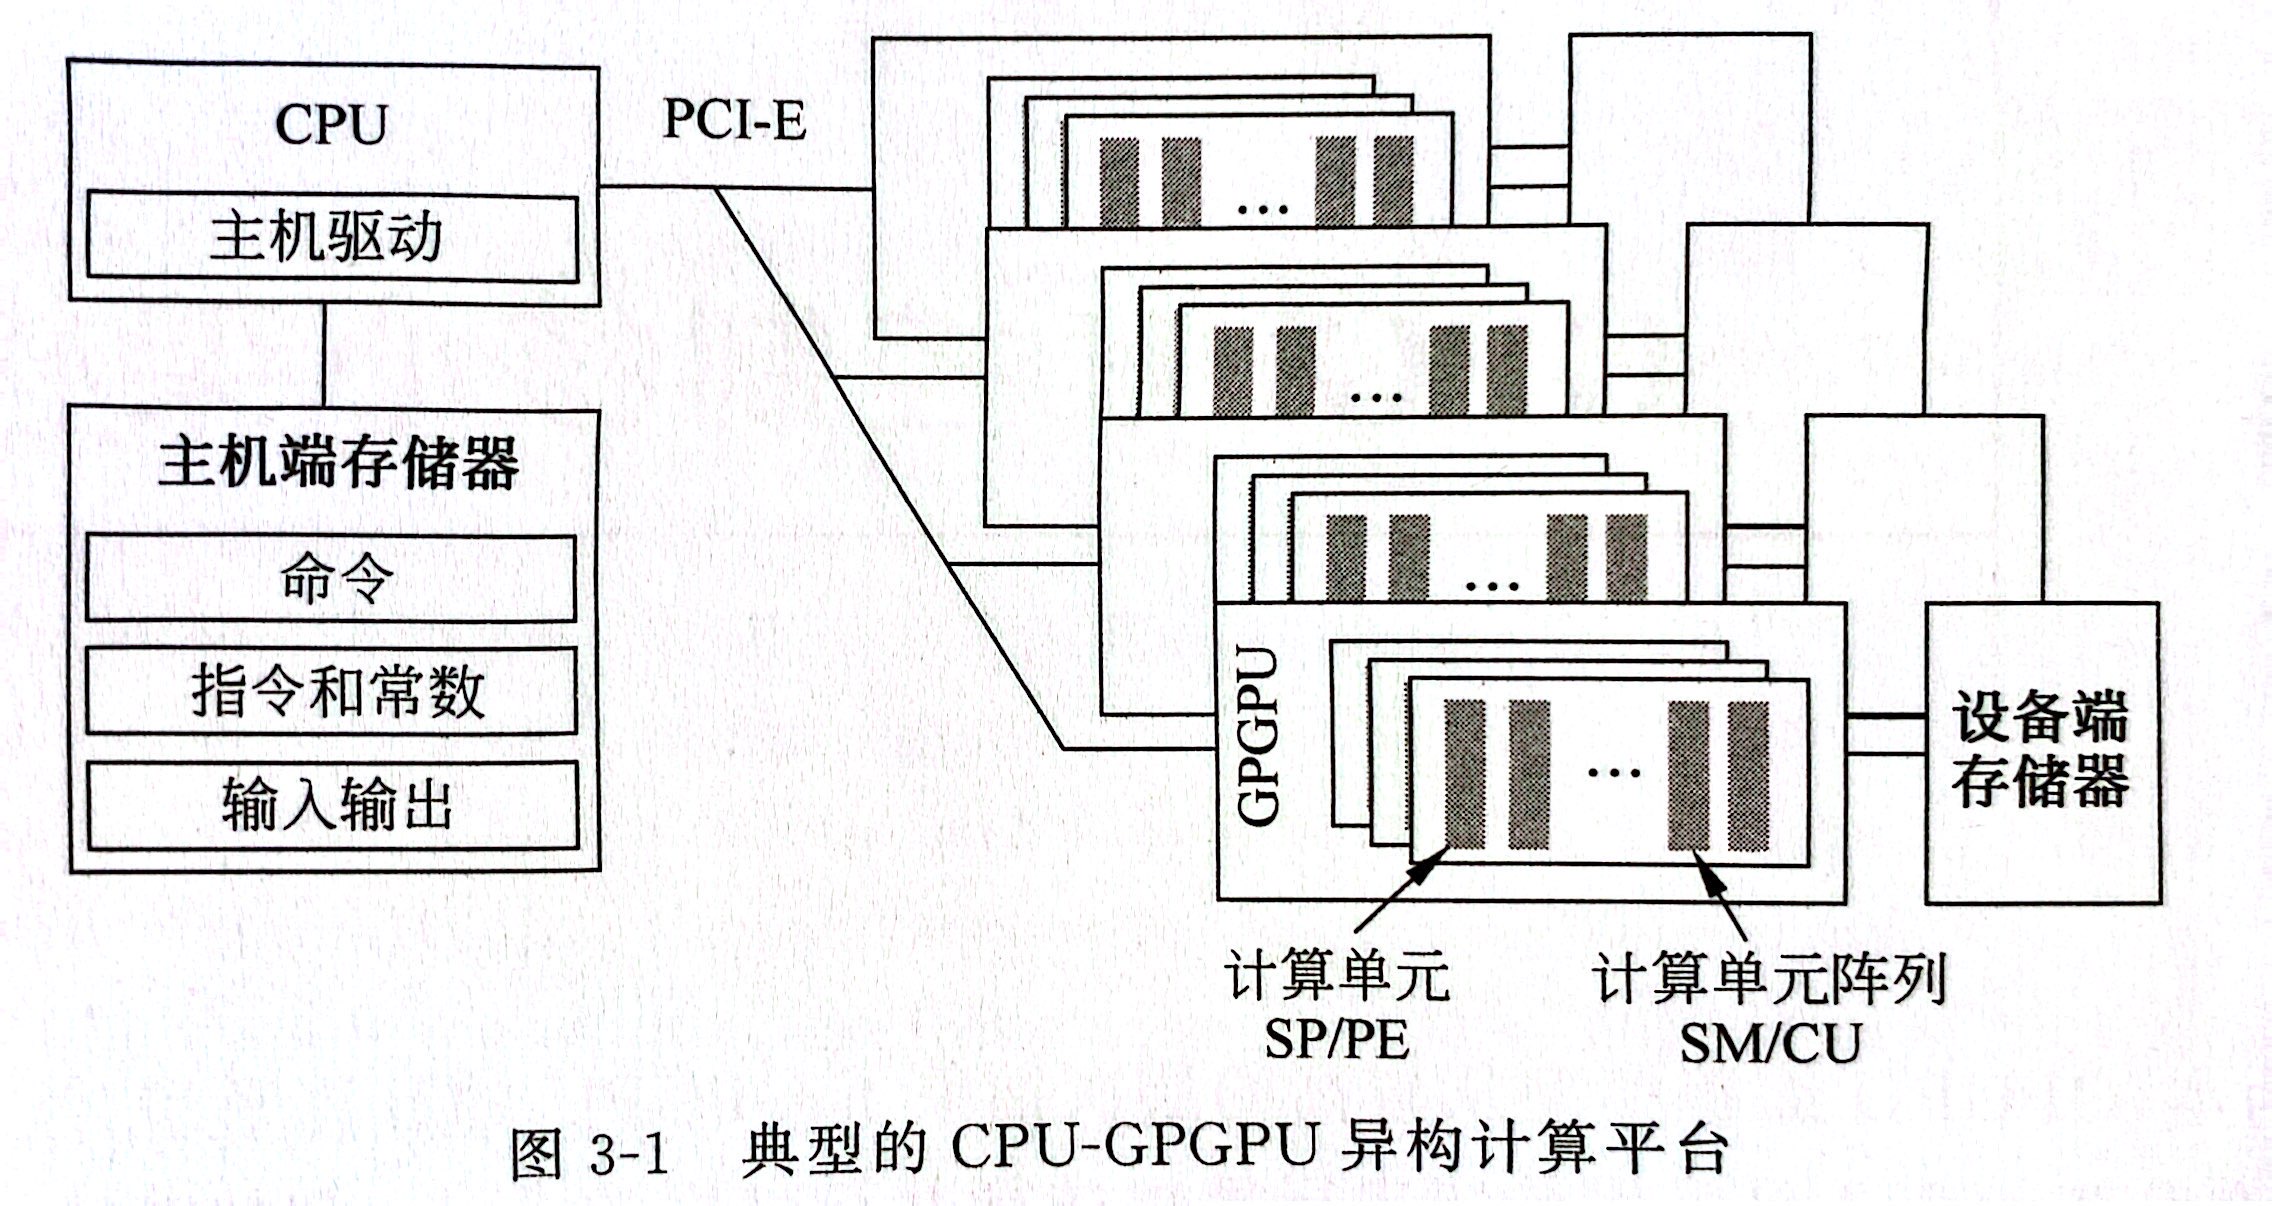 CPU
主机驱动
PCI-E
主机端存储器
命令
指令和常数
输入输出
...
...
...
GPGPU
...
设备端
存储器
计算单元
SP/PE
计算单元阵列
SM/CU
图 3-1 典型的 CPU-GPGPU 异构计算平台